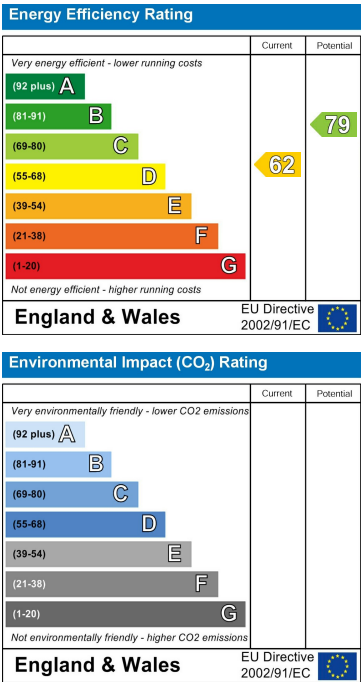 Energy Efficiency Rating
Current Potential
Very energy efficient - lower running costs
(92 plus) A
(81-91) B
(69-80) C
(55-68) D
(39-54) E
(21-38) F
(1-20) G
62
79
Not energy efficient - higher running costs
England & Wales
EU Directive
2002/91/EC
Environmental Impact (CO₂) Rating
Current Potential
Very environmentally friendly - lower CO2 emissions
(92 plus) A
(81-91) B
(69-80) C
(55-68) D
(39-54) E
(21-38) F
(1-20) G
Not environmentally friendly - higher CO2 emissions
England & Wales
EU Directive
2002/91/EC